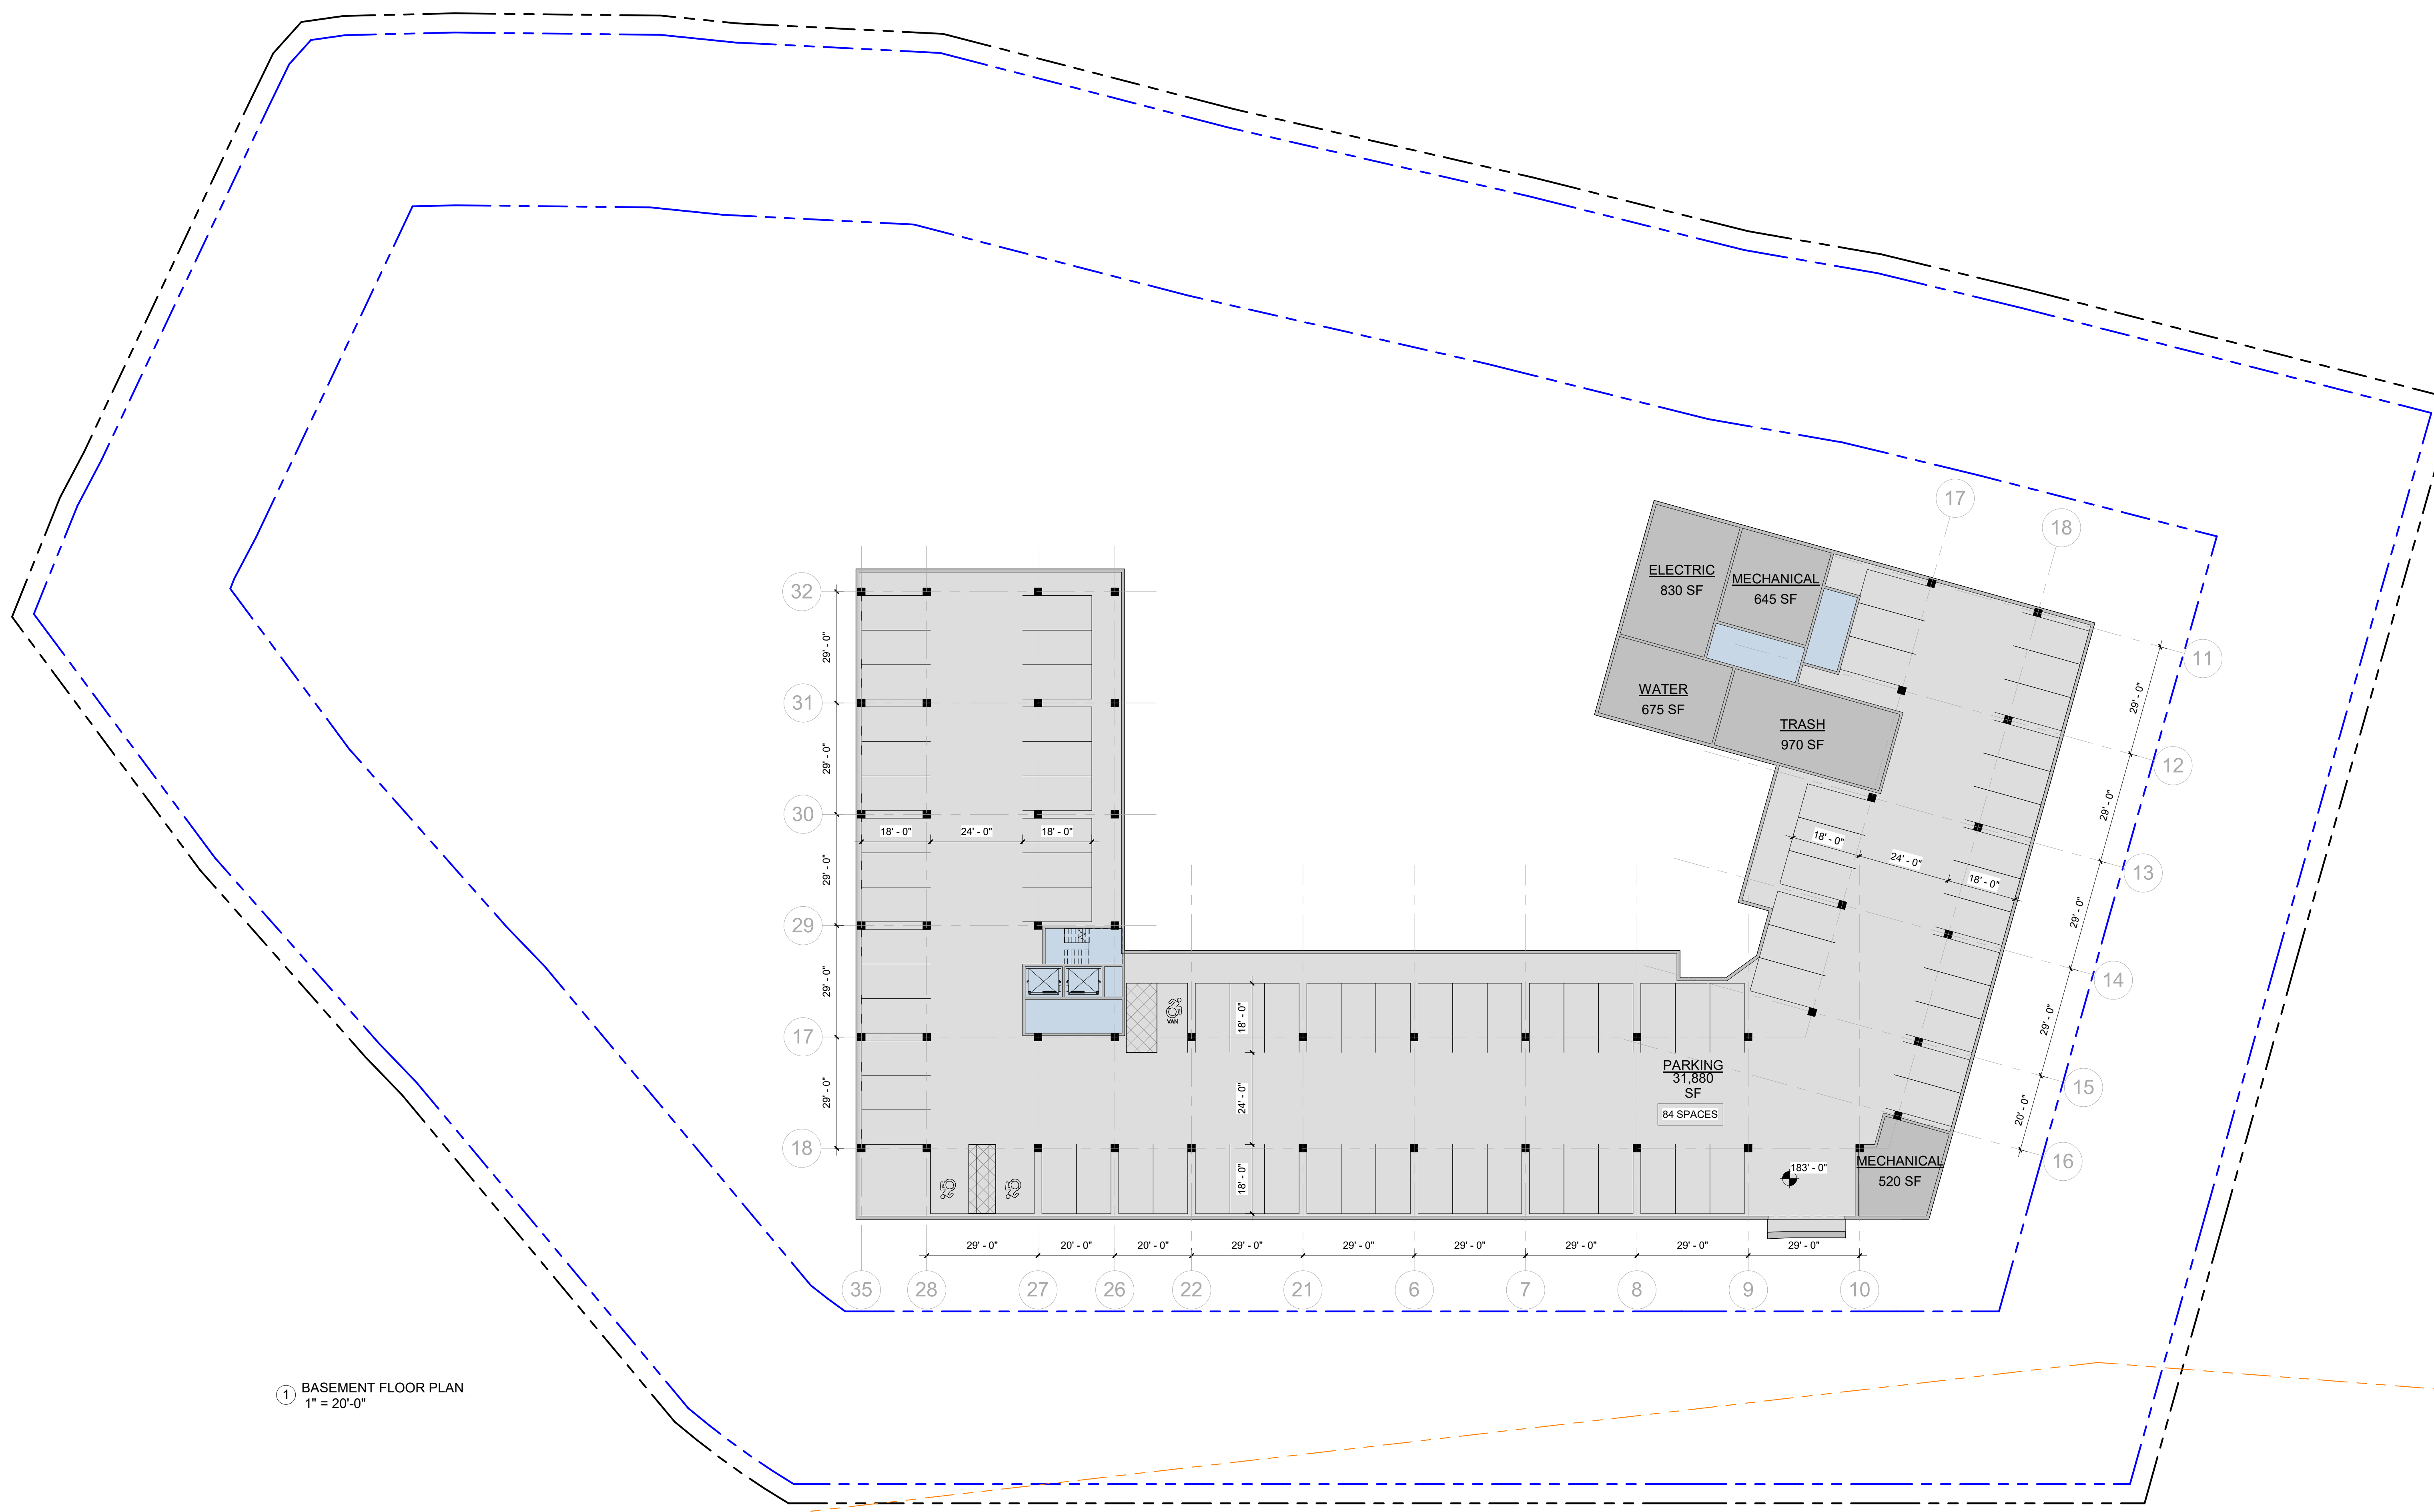 17
18
ELECTRIC
830 SF
MECHANICAL
645 SF
32
29' - 0"
11
WATER
675 SF
TRASH
970 SF
31
29' - 0"
29' - 0"
12
30
18' - 0"
24' - 0"
18' - 0"
29' - 0"
18' - 0"
24' - 0"
18' - 0"
29' - 0"
13
29
29' - 0"
14
29' - 0"
VAN
18' - 0"
29' - 0"
17
15
PARKING
31,880
SF
84 SPACES
29' - 0"
24' - 0"
20' - 0"
18
16
183' - 0"
MECHANICAL
520 SF
18' - 0"
29' - 0"
20' - 0"
20' - 0"
29' - 0"
29' - 0"
29' - 0"
29' - 0"
29' - 0"
29' - 0"
35
28
27
26
22
21
6
7
8
9
10
1
BASEMENT FLOOR PLAN
1" = 20'-0"